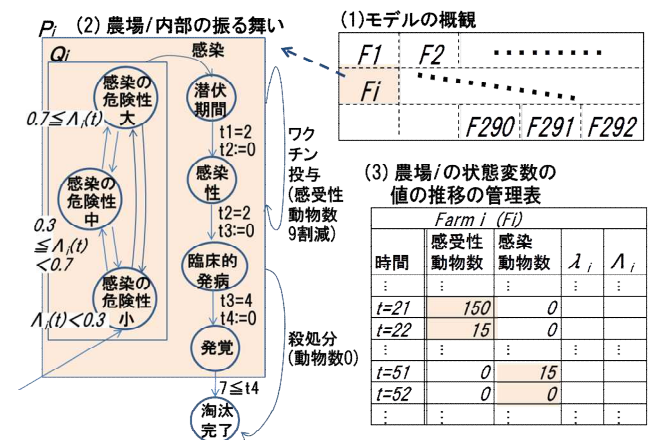 (1)モデルの概観
F1 F2
Fi
F290 F291 F292
Pi (2) 農場i内部の振る舞い
Qi
感染
感染の
危険性
大
0.7≦Λi(t)
感染の
危険性
中
0.3
≦Λi(t)
<0.7
感染の
危険性
小
Λi(t)<0.3
潜伏
期間
t1=2
t2:=0
感染
性
t2=2
t3:=0
臨床的
発病
t3=4
t4:=0
発覚
7≦t4
淘汰
完了
ワク
チン
投与
(感受性
動物数
9割減)
殺処分
(動物数0)
(3) 農場iの状態変数の
値の推移の管理表
Farm i (Fi)
時間 感受性動物数 感染動物数 λi Λi
⋮ ⋮ ⋮ ⋮ ⋮
t=21 150 0
t=22 15 0
⋮ ⋮ ⋮ ⋮ ⋮
t=51 0 15
t=52 0 0
⋮ ⋮ ⋮ ⋮ ⋮